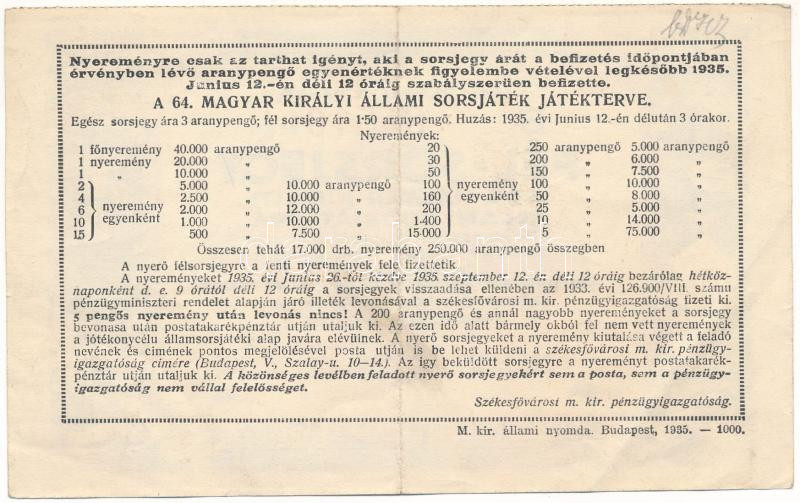 Nyereményre csak az tarthat igényt, aki a sorsjegy árát a befizetés időpontjában
érvényben lévő aranypengő egyenértéknek figyelembe vételével legkésőbb 1935.
Junius 12.-én déli 12 óráig szabályszerüen befizette.
A 64. MAGYAR KIRÁLYI ÁLLAMI SORSJÁTÉK JÁTÉKTERVE.
Egész sorsjegy ára 3 aranypengő; fél sorsjegy ára 1·50 aranypengő. Huzás: 1935. évi Junius 12.-én délután 3 órakor.
Nyeremények:
1 főnyeremény 40.000 aranypengő 20 250 aranypengő 5.000 aranypengő
1 nyeremény 20.000 „ 30 200 „ 6.000 „
1 „ 10.000 „ 50 150 „ 7.500 „
2 5.000 10.000 aranypengő 100 nyeremény 100 „ 10.000 „
4 nyeremény 2.500 10.000 „ 160 egyenként 50 „ 8.000 „
6 egyenként 2.000 12.000 „ 200 25 „ 5.000 „
10 1.000 10.000 „ 1·400 10 „ 14.000 „
15 500 7.500 „ 15·000 5 „ 75.000 „
Összesen tehát 17.000 drb. nyeremény 250.000 aranypengő összegben
A nyerő félsorsjegyre a fenti nyeremények fele fizettetik.
A nyereményeket 1935. évi Junius 26.-tól kezdve 1935 szeptember 12. én déli 12 óráig bezárólag hétköz-
naponként d. e. 9 órától déli 12 óráig a sorsjegyek visszaadása ellenében az 1933. évi 126.900/VIII. számu
pénzügyminiszteri rendelet alapján járó illeték levonásával a székesfővárosi m. kir. pénzügyigazgatóság fizeti ki.
5 pengős nyeremény után levonás nincs! A 200 aranypengő és annál nagyobb nyereményeket a sorsjegy
bevonasa után postatakarékpénztár utján utaljuk ki. Az ezen idő alatt bármely okból fel nem vett nyeremények
a jótékonycélu államsorsjátéki alap javára elévülnek. A nyerő sorsjegyeket a nyeremény kiutalása végett a feladó
nevének és cimének pontos megjelölésével posta utján is be lehet küldeni a székesfővárosi m. kir. pénzügy-
igazgatóság cimére (Budapest, V., Szalay-u. 10–14.). Az igy beküldött sorsjegyre a nyereményt postatakarék-
pénztár utján utaljuk ki. A közönséges levélben feladott nyerő sorsjegyekért sem a posta, sem a pénzügy-
igazgatóság nem vállal felelősséget.
Székesfővárosi m. kir. pénzügyigazgatóság.
M. kir. állami nyomda. Budapest, 1935. — 1000.